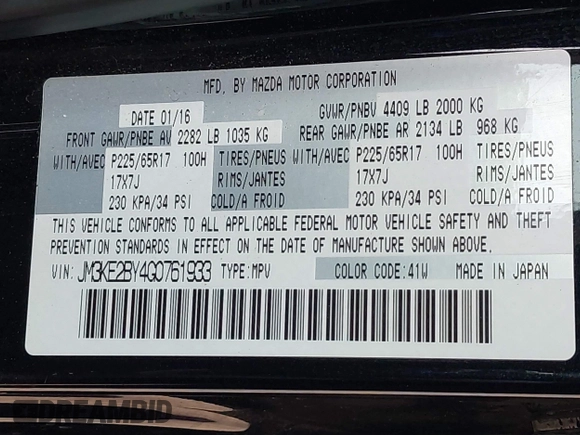 MFD. BY MAZDA MOTOR CORPORATION
DATE 01/16 GVWR/PNBV 4409 LB 2000 KG
FRONT GAWR/PNBE AV 2282 LB 1035 KG REAR GAWR/PNBE AR 2134 LB 968 KG
WITH/AVEC P225/65R17 100H TIRES/PNEUS WITH/AVEC P225/65R17 100H TIRES/PNEUS
17X7J RIMS/JANTES 17X7J RIMS/JANTES
230 KPA/34 PSI COLD/A FROID 230 KPA/34 PSI COLD/A FROID
THIS VEHICLE CONFORMS TO ALL APPLICABLE FEDERAL MOTOR VEHICLE SAFETY AND THEFT
PREVENTION STANDARDS IN EFFECT ON THE DATE OF MANUFACTURE SHOWN ABOVE.
VIN: JM3KE2BY4G0761933 TYPE:MPV COLOR CODE:41W MADE IN JAPAN
DREAMBID